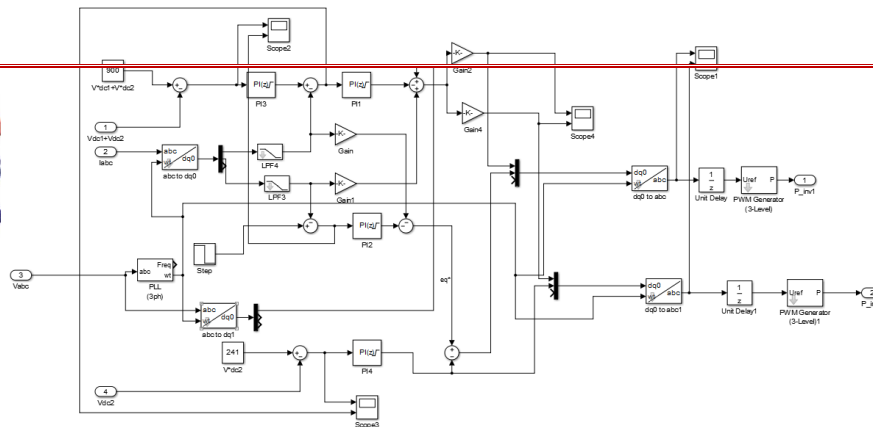 Scope2
900
V*dc1+V*dc2
PI(z)
PI3
PI(z)
PI1
-K-
Gain2
Scope1
1
Vdc1+Vdc2
-K-
Gain4
Scope4
2
Iabc
abc
dq0
abc to dq0
LPF4
-K-
Gain
LPF3
-K-
Gain1
dq0
abc
dq0 to abc
1
z
Unit Delay
Uref
P
PWM Generator
(3-Level)
1
P_inv1
Step
PI(z)
PI2
3
Vabc
abc
Freq
wt
PLL
(3ph)
eq*
abc
dq0
abc to dq1
dq0
abc
dq0 to abc1
1
z
Unit Delay1
Uref
P
PWM Generator
(3-Level)1
2
241
V*dc2
PI(z)
PI4
4
Vdc2
Scope3